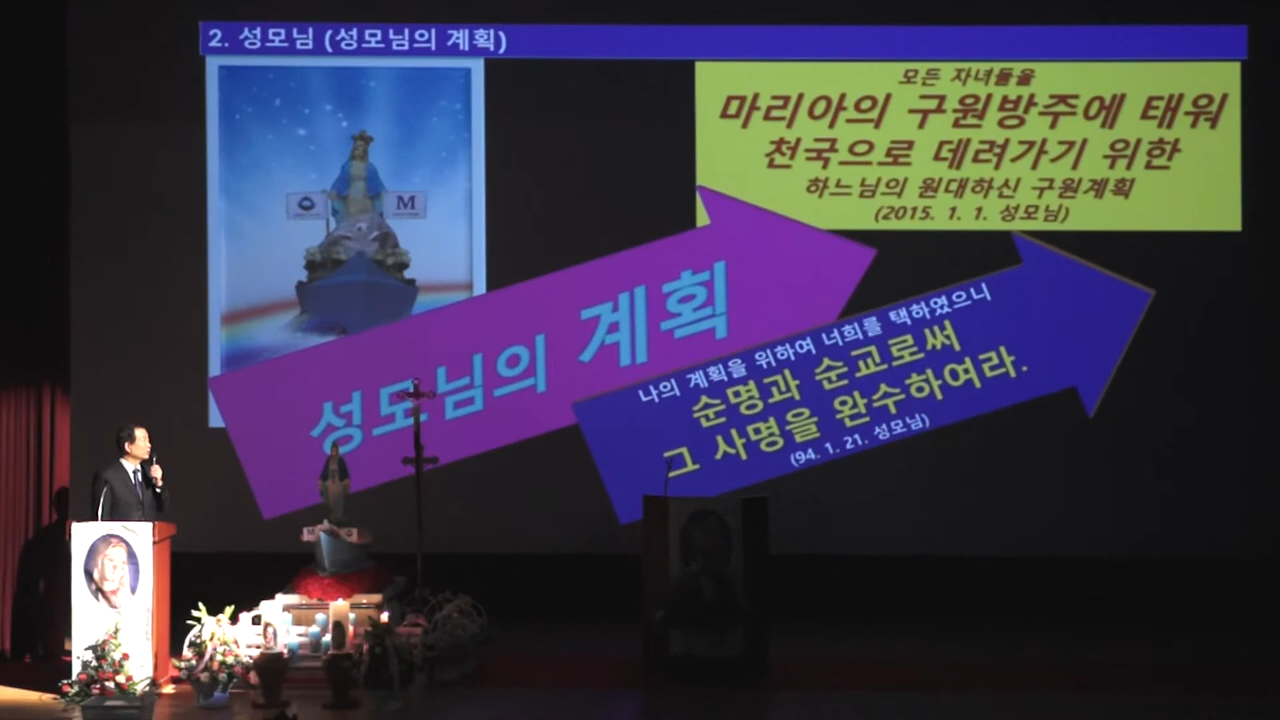 2. 성모님 (성모님의 계획)
모든 자녀들을
마리아의 구원방주에 태워
천국으로 데려가기 위한
하느님의 원대하신 구원계획
(2015. 1. 1. 성모님)
M
성모님의 계획
나의 계획을 위하여 너희를 택하였으니
순명과 순교로써
그 사명을 완수하여라.
(94. 1. 21. 성모님)
M